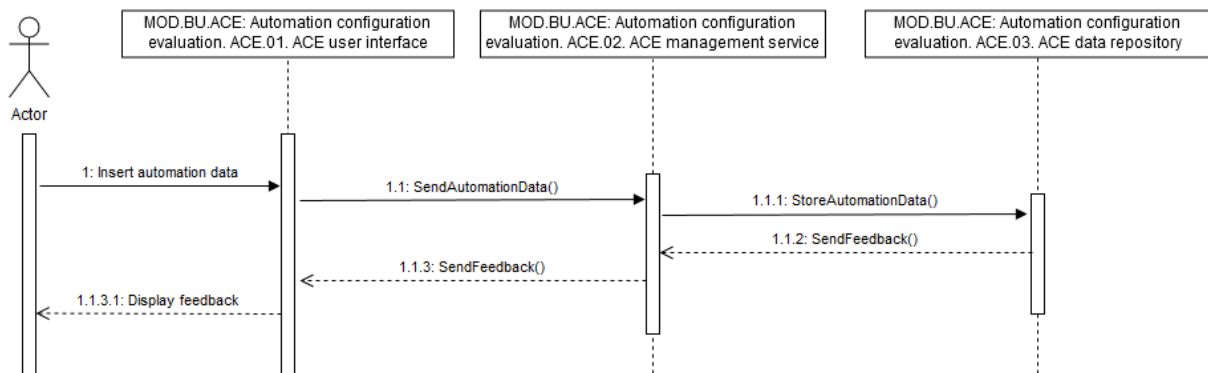 MOD.BU.ACE: Automation configuration
evaluation. ACE.01. ACE user interface
MOD.BU.ACE: Automation configuration
evaluation. ACE.02. ACE management service
MOD.BU.ACE: Automation configuration
evaluation. ACE.03. ACE data repository
Actor
1: Insert automation data
1.1: SendAutomationData()
1.1.1: StoreAutomationData()
1.1.2: SendFeedback()
1.1.3: SendFeedback()
1.1.3.1: Display feedback